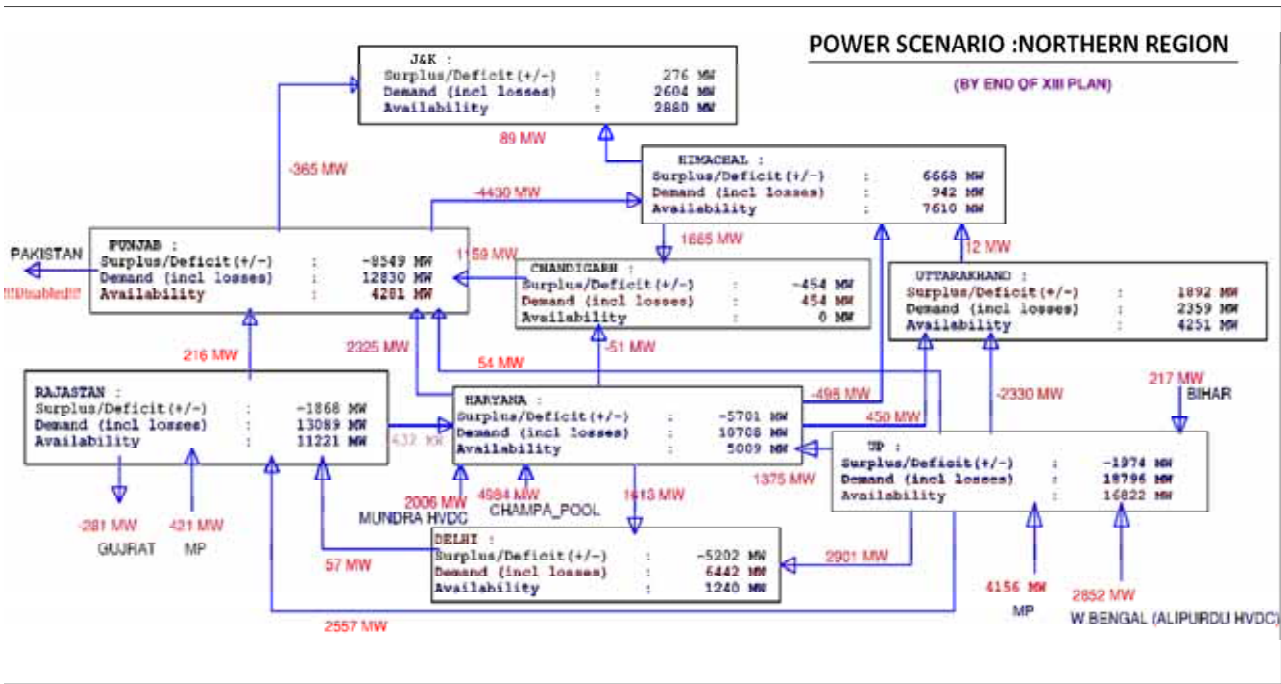 POWER SCENARIO :NORTHERN REGION
(BY END OF XIII PLAN)
J&K :
Surplus/Deficit(+/-) : 276 MW
Demand (incl losses) : 2604 MW
Availability : 2880 MW
89 MW
-365 MW
HIMACHAL :
Surplus/Deficit(+/-) : 6668 MW
Demand (incl losses) : 942 MW
Availability : 7610 MW
-4430 MW
1665 MW
12 MW
PAKISTAN
!!!Disabled!!!
PUNJAB :
Surplus/Deficit(+/-) : -8549 MW
Demand (incl losses) : 12830 MW
Availability : 4281 MW
1159 MW
CHANDIGARH :
Surplus/Deficit(+/-) : -454 MW
Demand (incl losses) : 454 MW
Availability : 0 MW
UTTARAKHAND :
Surplus/Deficit(+/-) : 1892 MW
Demand (incl losses) : 2359 MW
Availability : 4251 MW
216 MW
2325 MW
54 MW
-51 MW
-498 MW
450 MW
-2330 MW
217 MW
BIHAR
RAJASTAN :
Surplus/Deficit(+/-) : -1868 MW
Demand (incl losses) : 13089 MW
Availability : 11221 MW
HARYANA :
Surplus/Deficit(+/-) : -5701 MW
Demand (incl losses) : 10708 MW
Availability : 5009 MW
1375 MW
UP :
Surplus/Deficit(+/-) : -1974 MW
Demand (incl losses) : 18796 MW
Availability : 16822 MW
-281 MW
GUJRAT
-421 MW
MP
2006 MW
MUNDRA HVDC
4984 MW
CHAMPA_POOL
1613 MW
57 MW
DELHI :
Surplus/Deficit(+/-) : -5202 MW
Demand (incl losses) : 6442 MW
Availability : 1240 MW
2901 MW
4156 MW
MP
2852 MW
W.BENGAL (ALIPURDU HVDC)
2557 MW